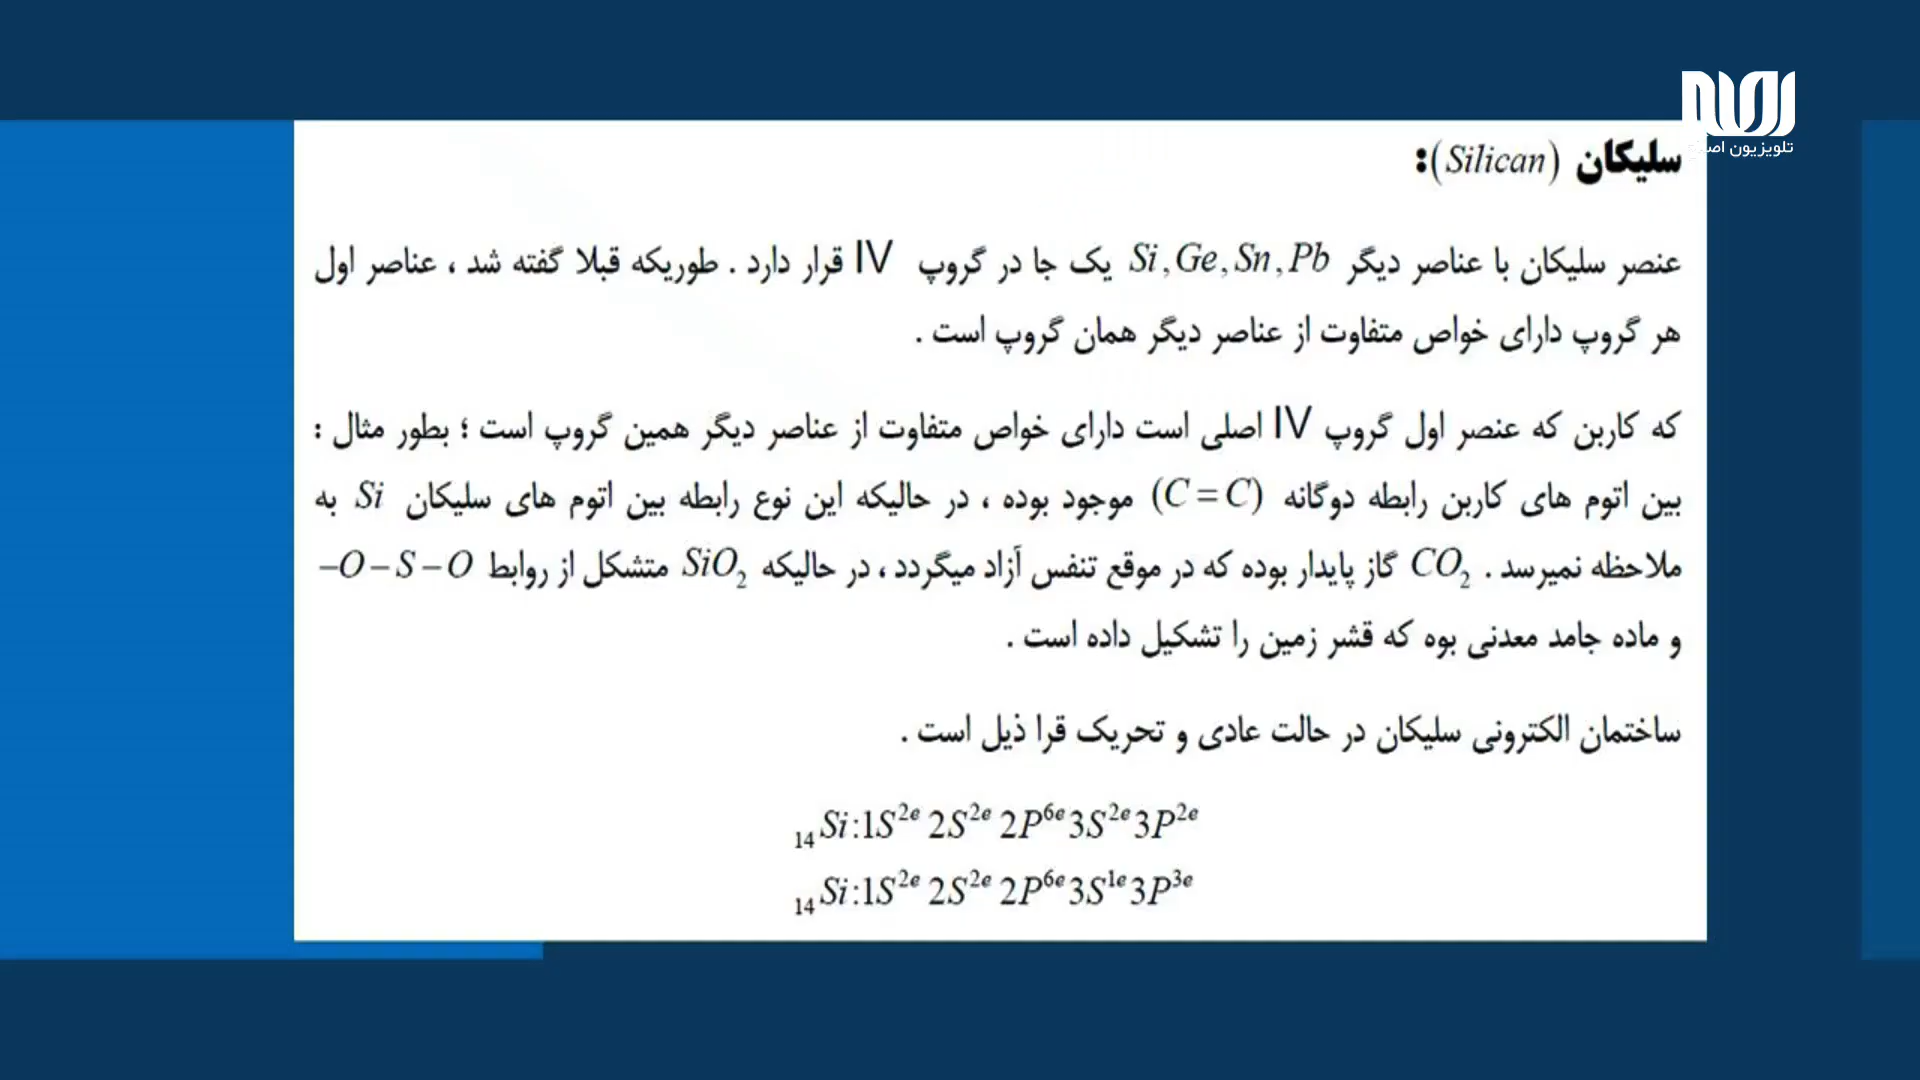 تلویزیون اصلاح
سلیکان (Silican):
عنصر سلیکان با عناصر دیگر Si, Ge, Sn, Pb یک جا در گروپ IV قرار دارد . طوریکه قبلا گفته شد ، عناصر اول
هر گروپ دارای خواص متفاوت از عناصر دیگر همان گروپ است .
که کاربن که عنصر اول گروپ IV اصلی است دارای خواص متفاوت از عناصر دیگر همین گروپ است ؛ بطور مثال :
بین اتوم های کاربن رابطه دوگانه (C = C) موجود بوده ، در حالیکه این نوع رابطه بین اتوم های سلیکان Si به
ملاحظه نمیرسد . CO₂ گاز پایدار بوده که در موقع تنفس آزاد میگردد ، در حالیکه SiO₂ متشکل از روابط –O – S – O
و ماده جامد معدنی بوه که قشر زمین را تشکیل داده است .
ساختمان الکترونی سلیکان در حالت عادی و تحریک قرا ذیل است .
₁₄Si:1S²ᵉ 2S²ᵉ 2P⁶ᵉ 3S²ᵉ 3P²ᵉ
₁₄Si:1S²ᵉ 2S²ᵉ 2P⁶ᵉ 3S¹ᵉ 3P³ᵉ